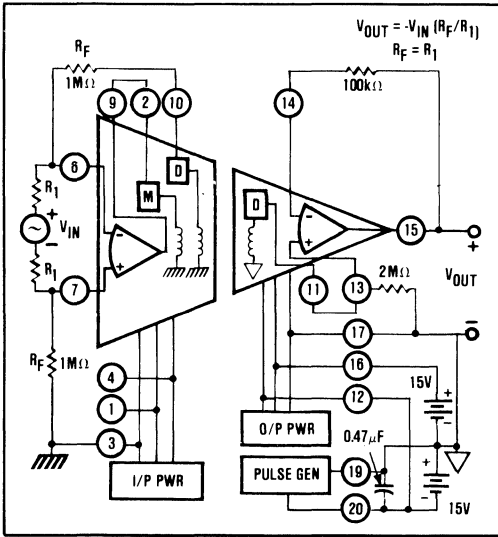 V_OUT = -V_IN (R_F/R_1)
R_F = R_1
R_F
1MΩ
9
2
10
14
100kΩ
6
D
M
R_1
+
V_IN
−
R_1
−
+
D
−
+
15
+
7
11
13
2MΩ
V_OUT
−
17
R_F
1MΩ
4
16
15V
+
−
1
12
3
O/P PWR
0.47μF
I/P PWR
PULSE GEN
19
+
−
20
15V